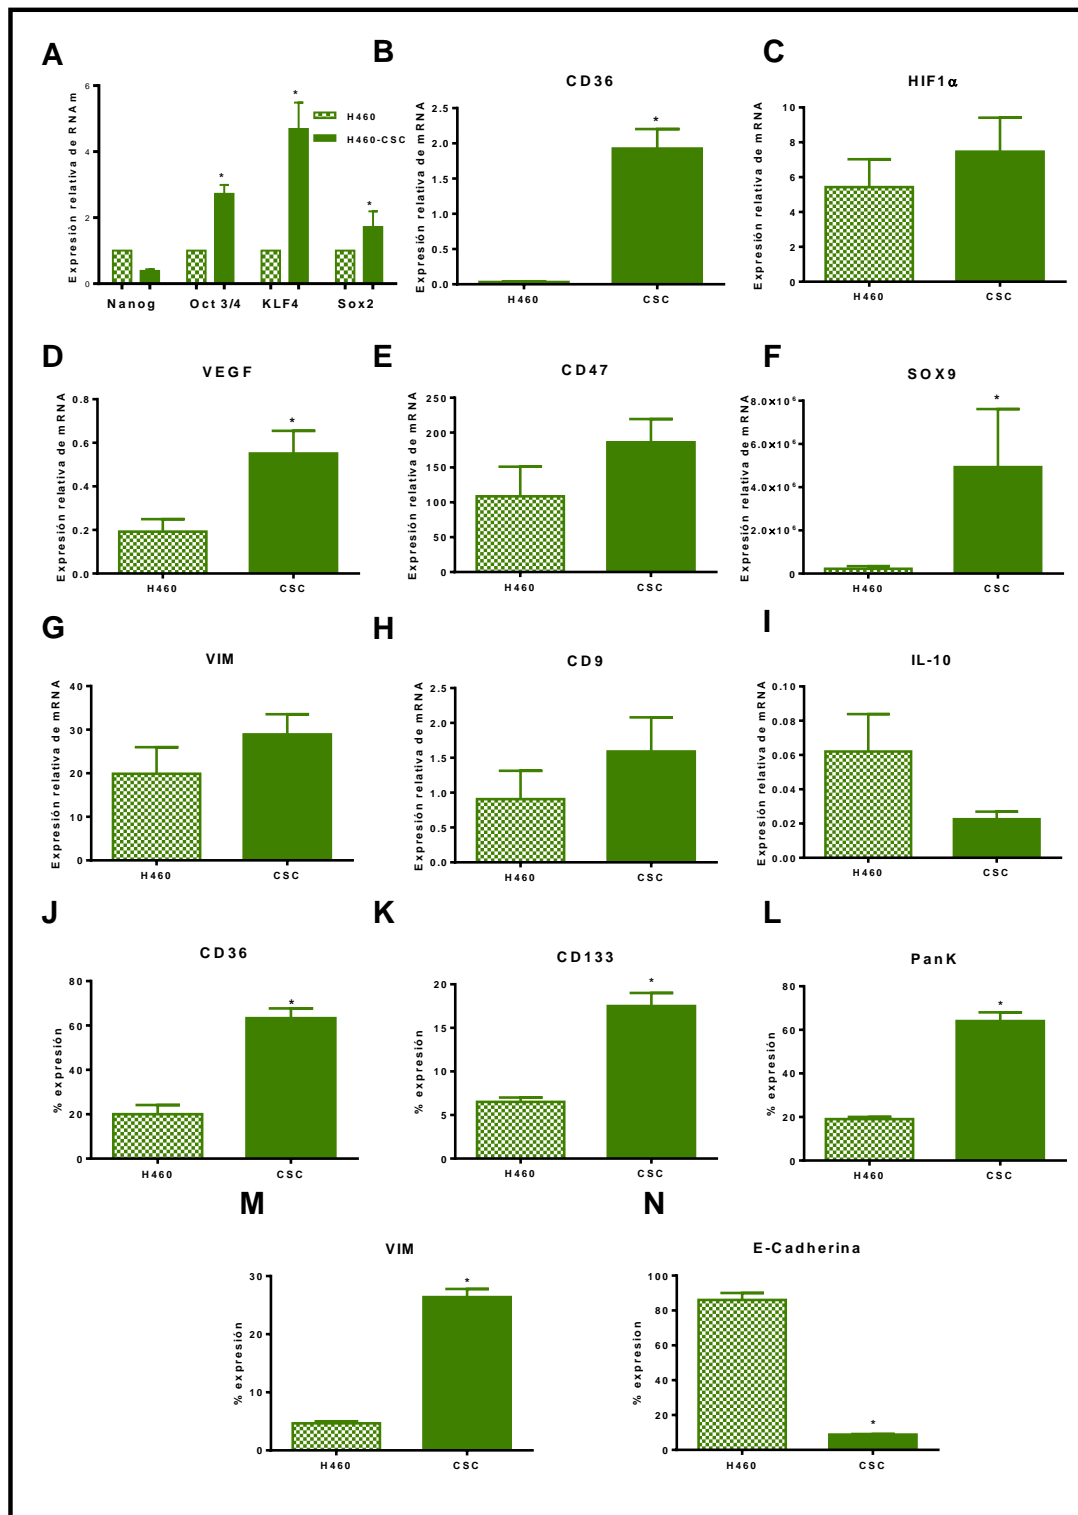 A
Expresión relativa de RNAm
6
4
2
0
*
*
*
H460
H460-CSC
Nanog
Oct 3/4
KLF4
Sox2
B
CD36
Expresión relativa de mRNA
2.5
2.0
1.5
1.0
0.5
0.0
*
H460
CSC
C
HIF1α
Expresión relativa de mRNA
10
8
6
4
2
0
H460
CSC
D
VEGF
Expresión relativa de mRNA
0.8
0.6
0.4
0.2
0.0
*
H460
CSC
E
CD47
Expresión relativa de mRNA
250
200
150
100
50
0
H460
CSC
F
SOX9
Expresión relativa de mRNA
8.0×10⁶
6.0×10⁶
4.0×10⁶
2.0×10⁶
0
*
H460
CSC
G
VIM
Expresión relativa de mRNA
40
30
20
10
0
H460
CSC
H
CD9
Expresión relativa de mRNA
2.5
2.0
1.5
1.0
0.5
0.0
H460
CSC
I
IL-10
Expresión relativa de mRNA
0.10
0.08
0.06
0.04
0.02
0.00
H460
CSC
J
CD36
% expresión
80
60
40
20
0
*
H460
CSC
K
CD133
% expresión
20
15
10
5
0
*
H460
CSC
L
PanK
% expresión
80
60
40
20
0
*
H460
CSC
M
VIM
% expresión
30
20
10
0
*
H460
CSC
N
E-Cadherina
% expresion
100
80
60
40
20
0
*
H460
CSC